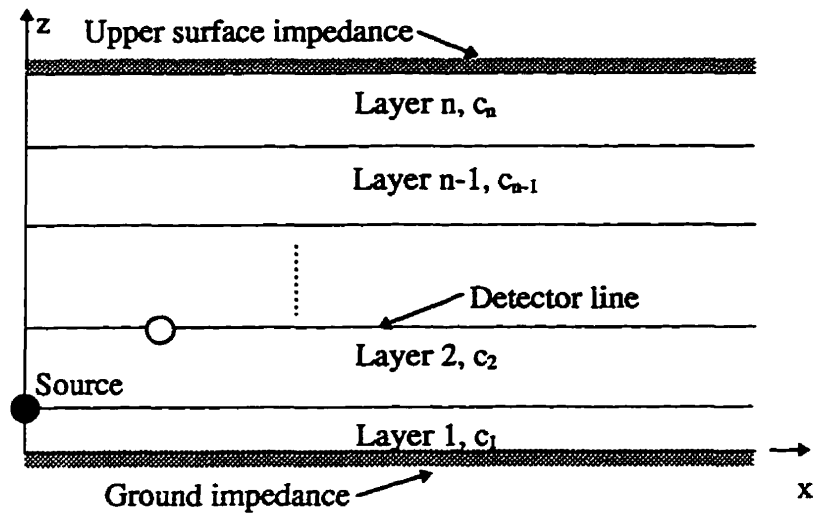 z
Upper surface impedance
Layer n, cₙ
Layer n-1, cₙ₋₁
Detector line
Layer 2, c₂
Source
Layer 1, c₁
Ground impedance
x